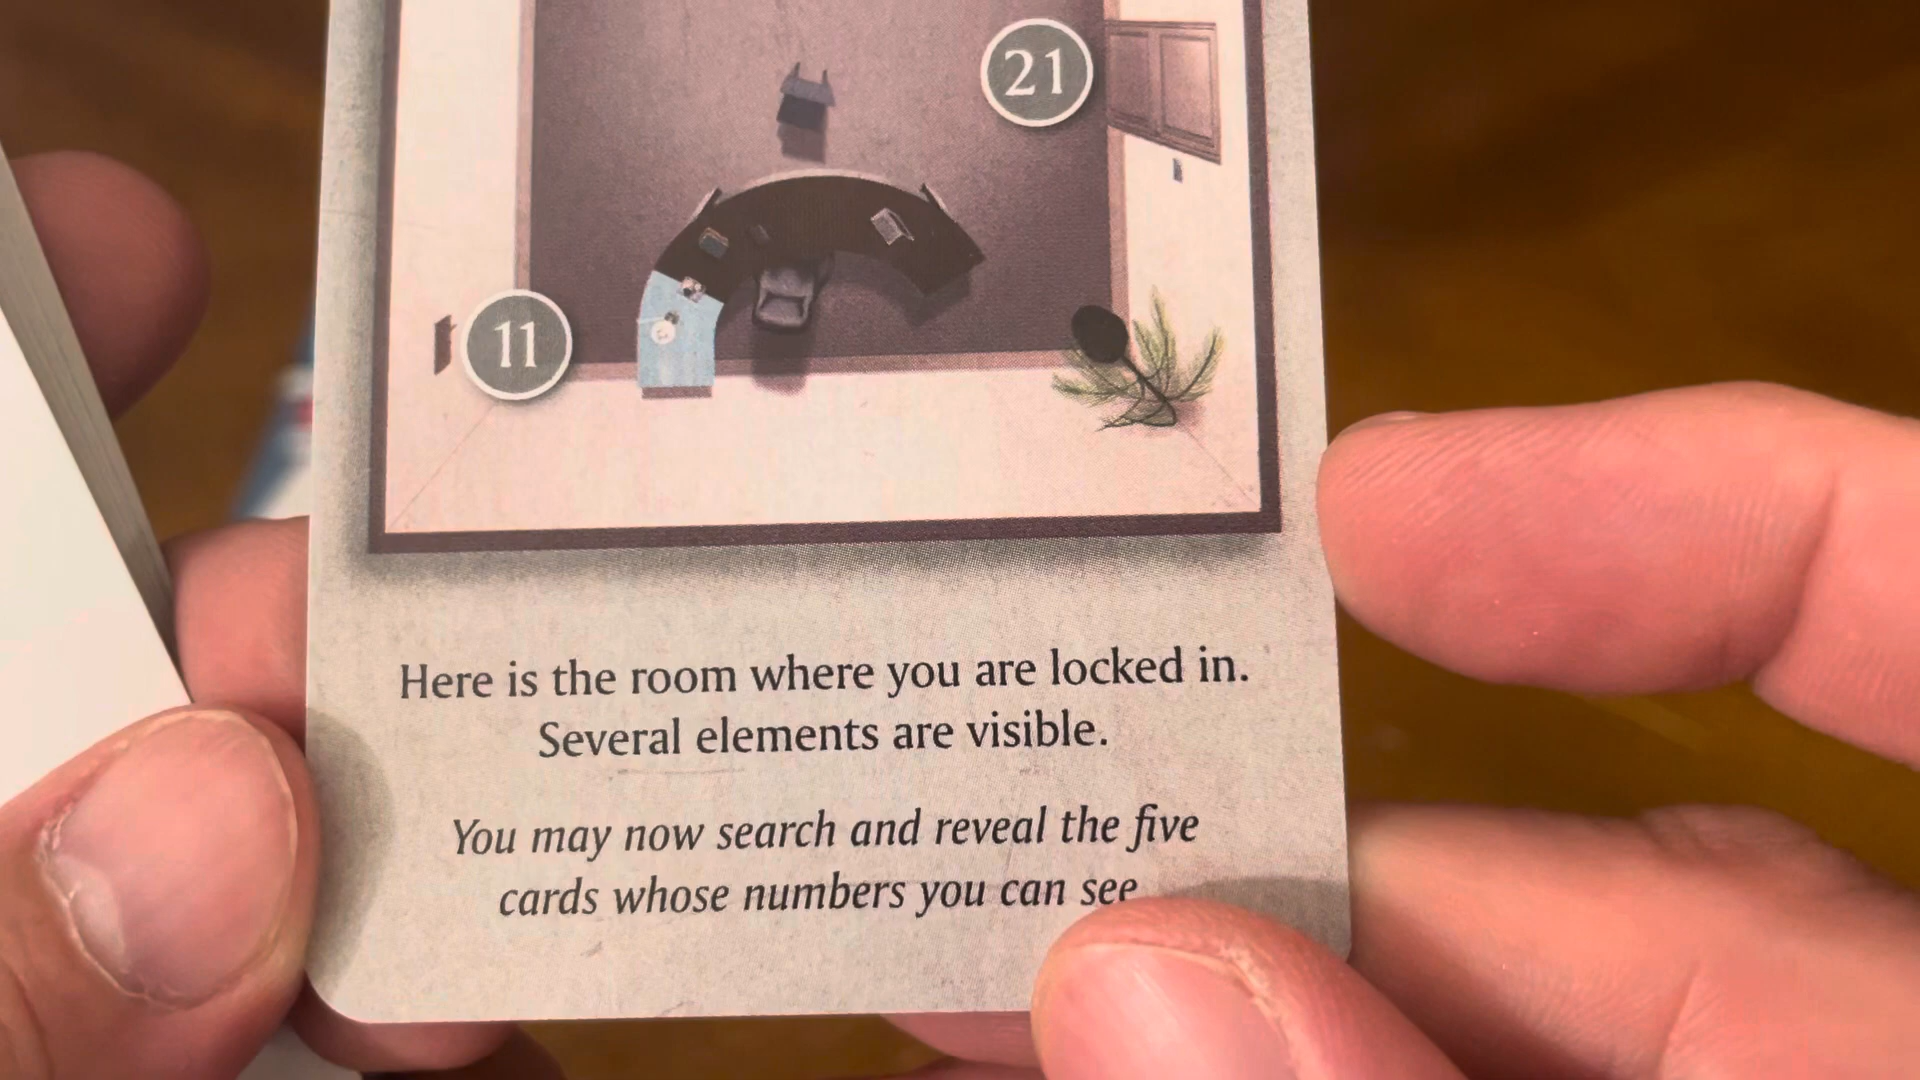 21
11
Here is the room where you are locked in.
Several elements are visible.
You may now search and reveal the five
cards whose numbers you can see